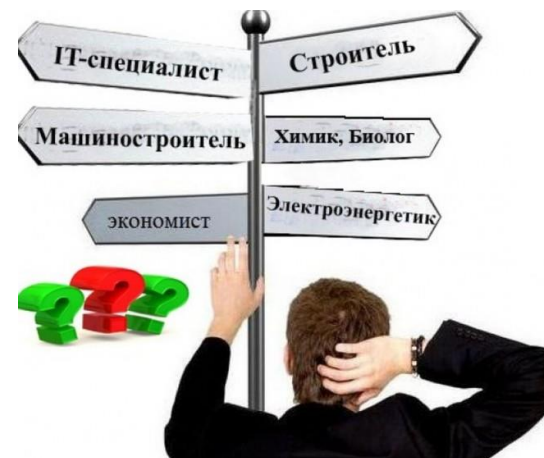 IT-специалист
Строитель
Машиностроитель
Химик, Биолог
экономист
Электроэнергетик
???